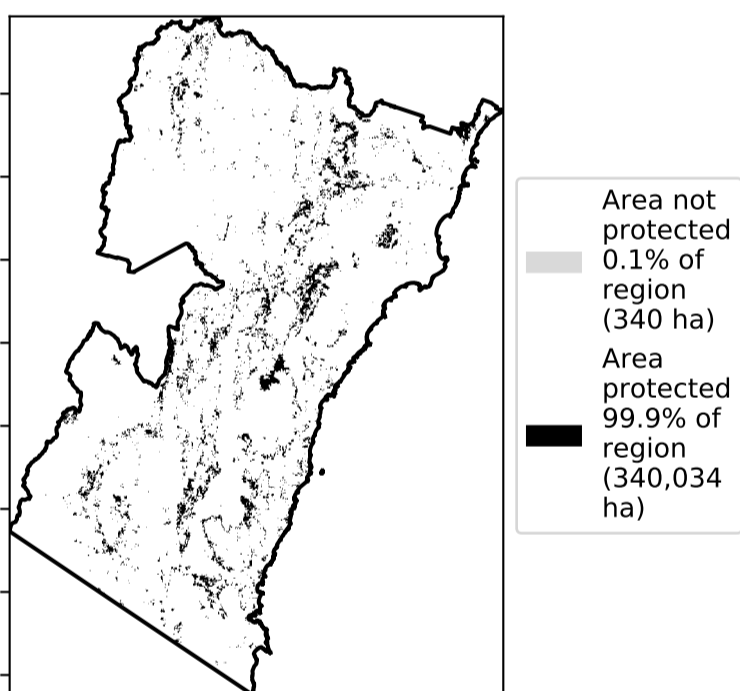 Area not
protected
0.1% of
region
(340 ha)
Area
protected
99.9% of
region
(340,034
ha)